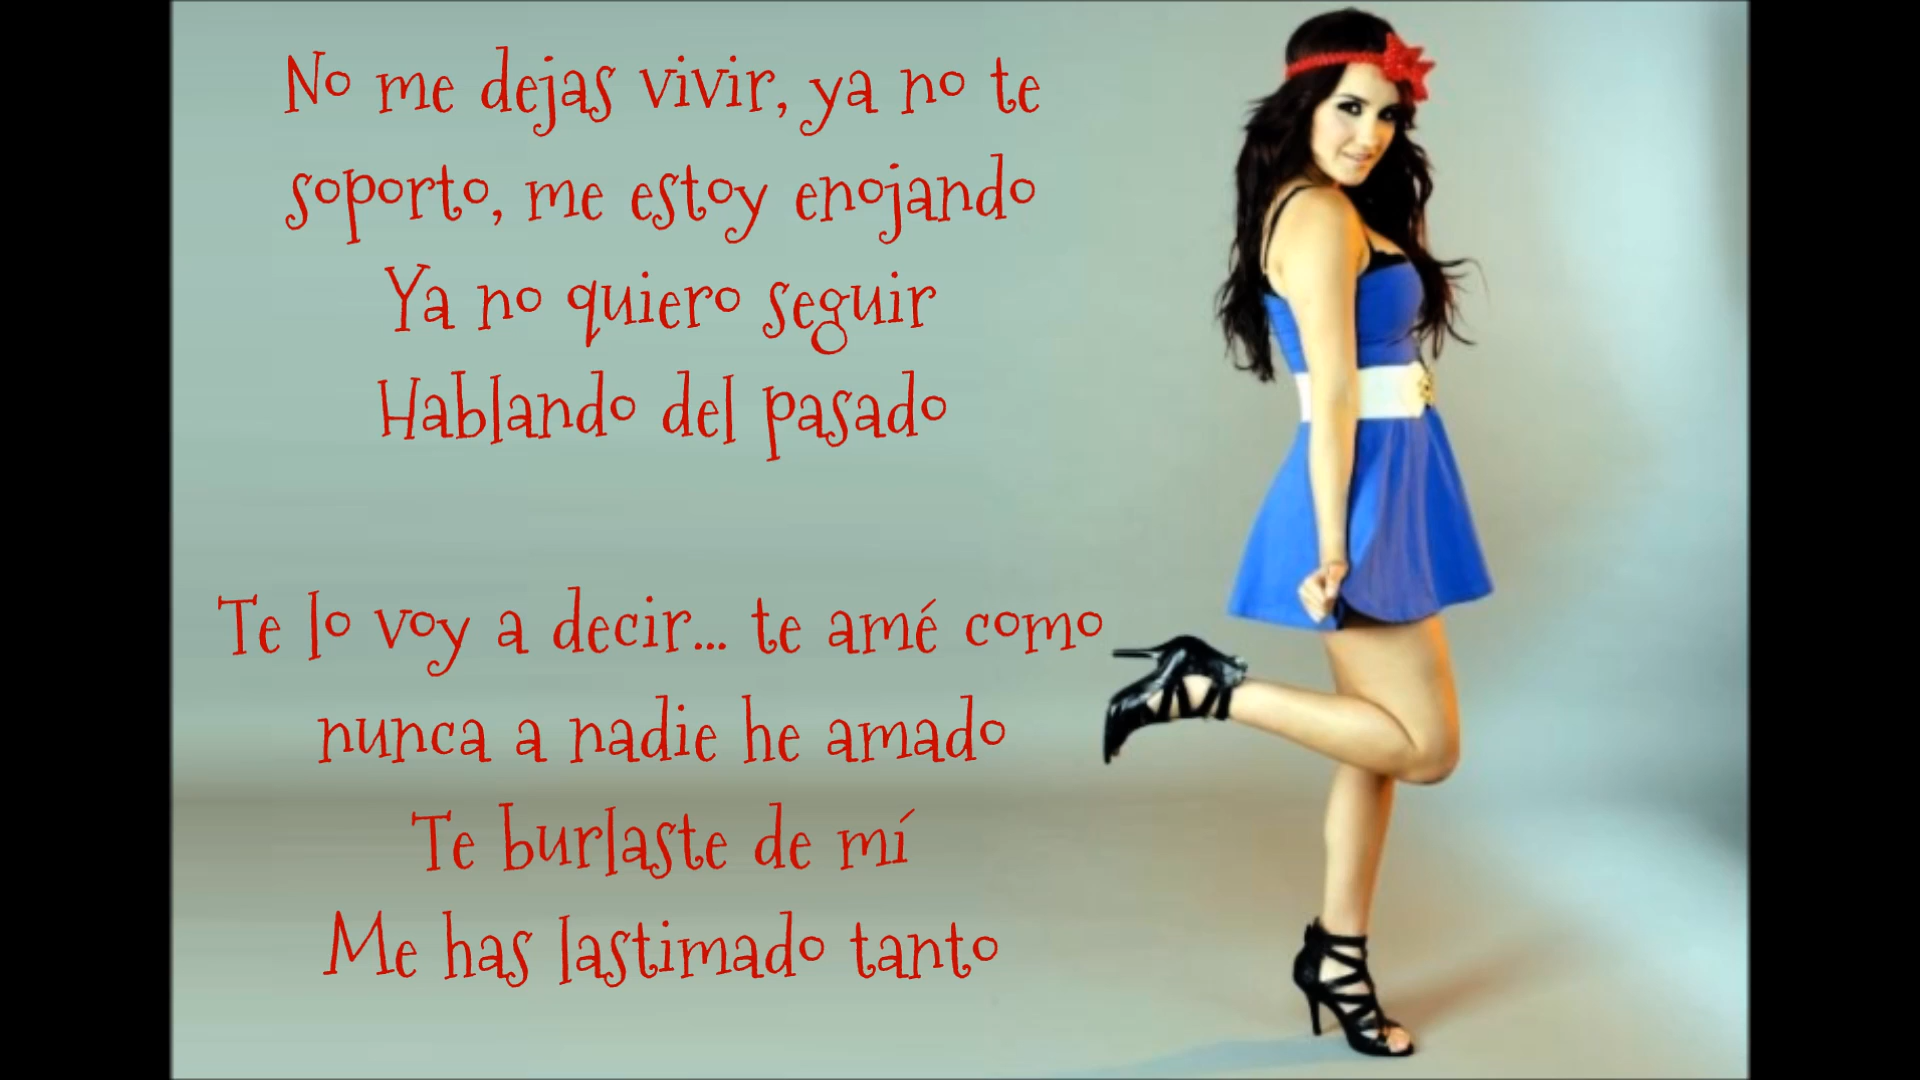 No me dejas vivir, ya no te
soporto, me estoy enojando
Ya no quiero seguir
Hablando del pasado
Te lo voy a decir... te amé como
nunca a nadie he amado
Te burlaste de mí
Me has lastimado tanto